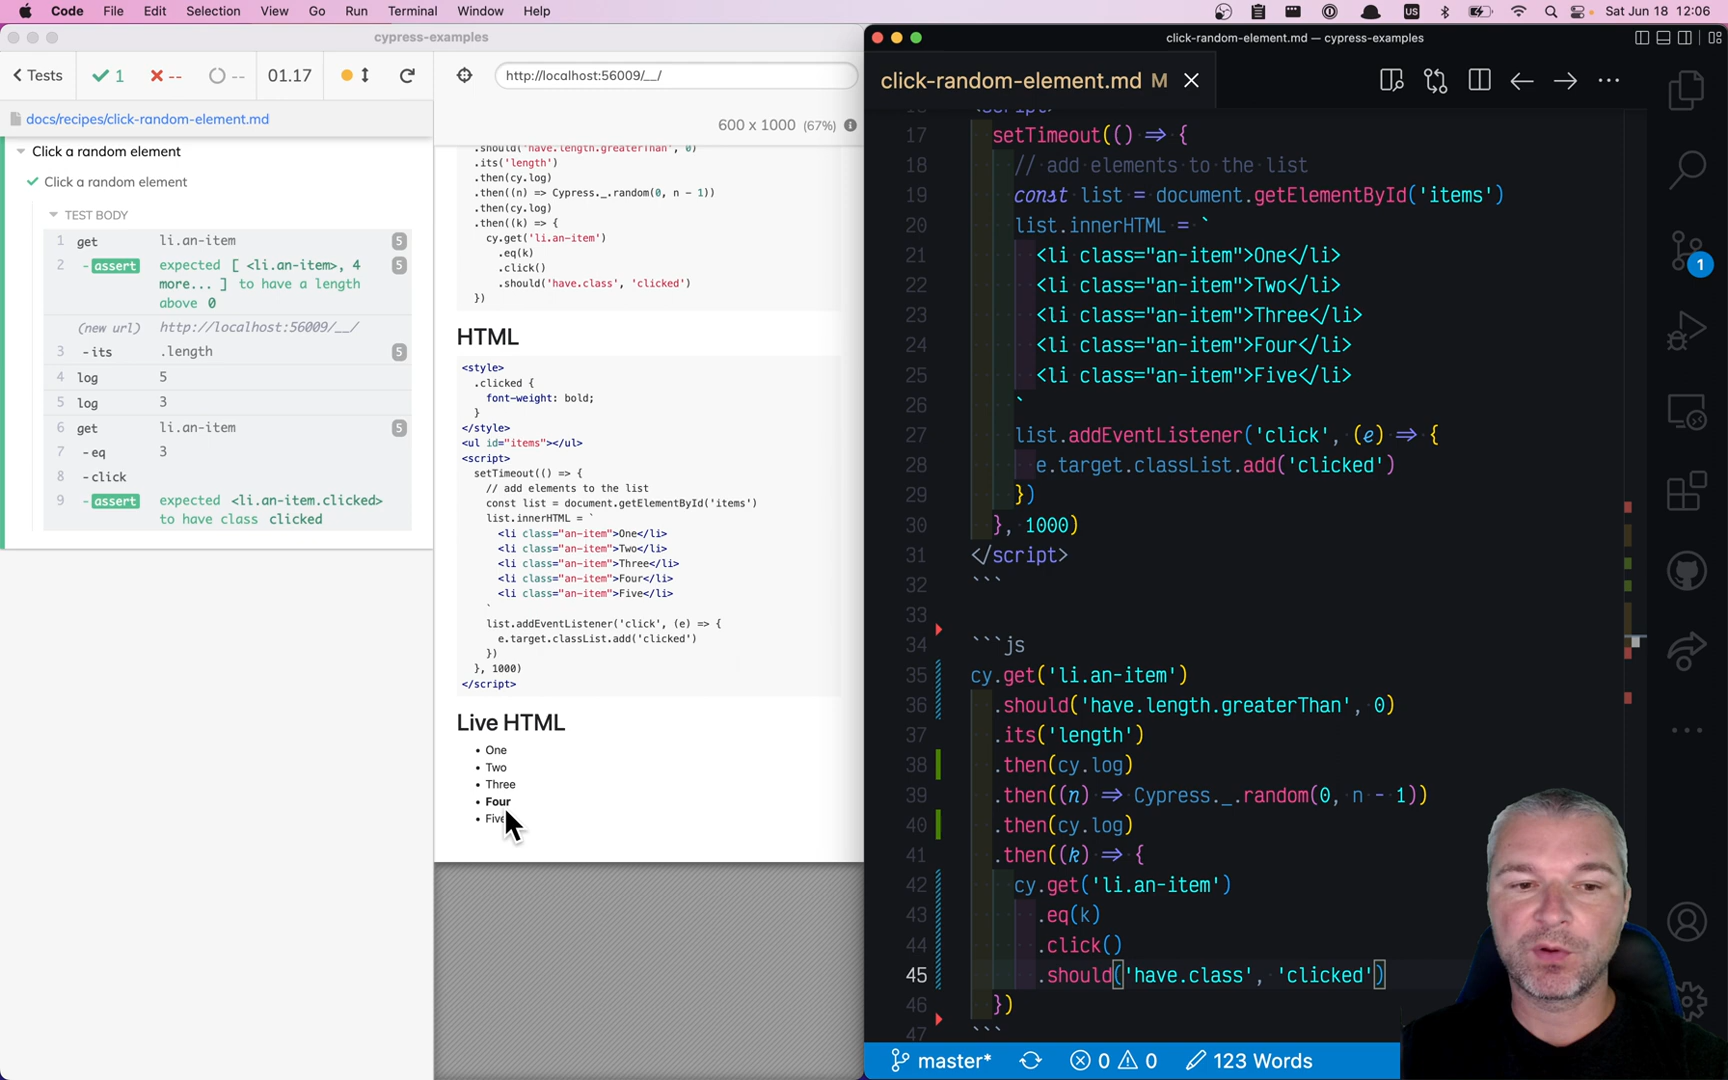 Code File Edit Selection View Go Run Terminal Window Help
US
Sat Jun 18 12:06
cypress-examples
Tests 1 -- -- 01.17
http://localhost:56009/__/
docs/recipes/click-random-element.md
600 x 1000 (67%)
Click a random element
Click a random element
TEST BODY
1 get li.an-item 5
2 -assert expected [ <li.an-item>, 4 5
more... ] to have a length
above 0
(new url) http://localhost:56009/__/
3 -its .length 5
4 log 5
5 log 3
6 get li.an-item 5
7 -eq 3
8 -click
9 -assert expected <li.an-item.clicked>
to have class clicked
.should('have.length.greaterThan', 0)
.its('length')
.then(cy.log)
.then((n) => Cypress._.random(0, n - 1))
.then(cy.log)
.then((k) => {
cy.get('li.an-item')
.eq(k)
.click()
.should('have.class', 'clicked')
})
HTML
<style>
.clicked {
font-weight: bold;
}
</style>
<ul id="items"></ul>
<script>
setTimeout(() => {
// add elements to the list
const list = document.getElementById('items')
list.innerHTML = `
<li class="an-item">One</li>
<li class="an-item">Two</li>
<li class="an-item">Three</li>
<li class="an-item">Four</li>
<li class="an-item">Five</li>
`
list.addEventListener('click', (e) => {
e.target.classList.add('clicked')
})
}, 1000)
</script>
Live HTML
• One
• Two
• Three
• Four
• Five
click-random-element.md — cypress-examples
click-random-element.md M
<script>
17 setTimeout(() => {
18 // add elements to the list
19 const list = document.getElementById('items')
20 list.innerHTML = `
21 <li class="an-item">One</li>
22 <li class="an-item">Two</li>
23 <li class="an-item">Three</li>
24 <li class="an-item">Four</li>
25 <li class="an-item">Five</li>
26 `
27 list.addEventListener('click', (e) => {
28 e.target.classList.add('clicked')
29 })
30 }, 1000)
31 </script>
32 ```
33
34 ```js
35 cy.get('li.an-item')
36 .should('have.length.greaterThan', 0)
37 .its('length')
38 .then(cy.log)
39 .then((n) => Cypress._.random(0, n - 1))
40 .then(cy.log)
41 .then((k) => {
42 cy.get('li.an-item')
43 .eq(k)
44 .click()
45 .should('have.class', 'clicked')
46 })
47 ```
1
master* 0 0 123 Words